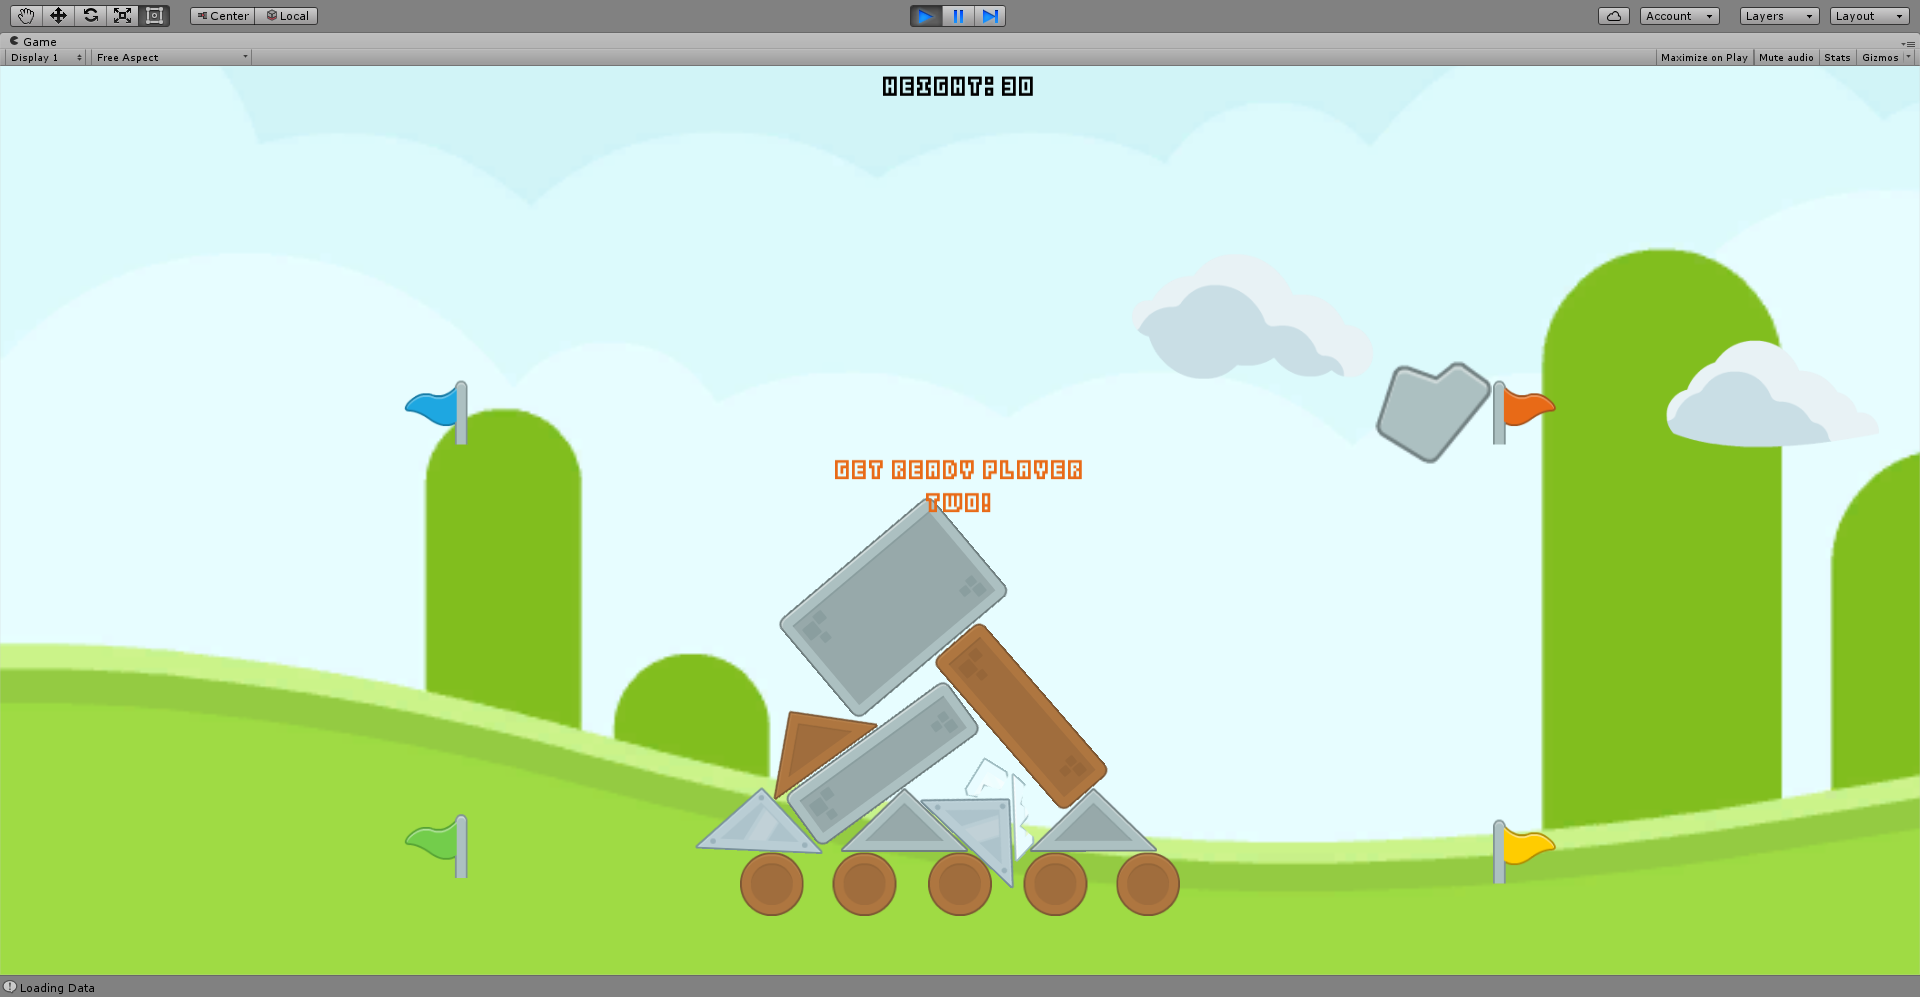 Center Local Account Layers Layout
Game
Display 1 Free Aspect Maximize on Play Mute audio Stats Gizmos
HEIGHT: 30
GET READY PLAYER
TWO!
Loading Data